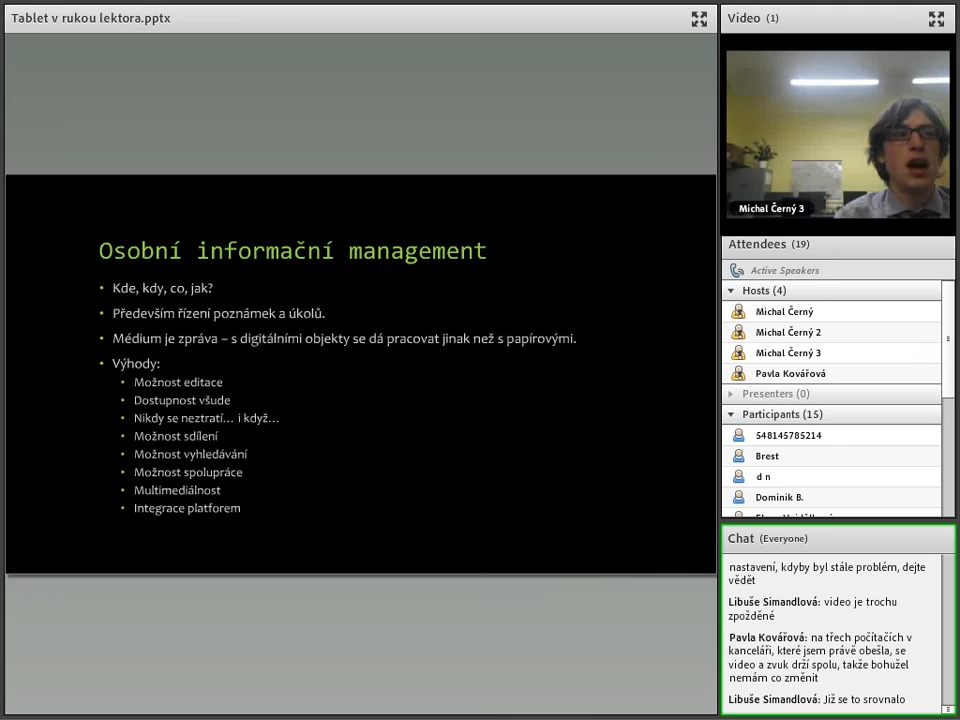 Tablet v rukou lektora.pptx
Osobní informační management
• Kde, kdy, co, jak?
• Především řízení poznámek a úkolů.
• Médium je zpráva – s digitálními objekty se dá pracovat jinak než s papírovými.
• Výhody:
• Možnost editace
• Dostupnost všude
• Nikdy se neztratí… i když…
• Možnost sdílení
• Možnost vyhledávání
• Možnost spolupráce
• Multimediálnost
• Integrace platforem
Video (1)
Michal Černý 3
Attendees (19)
Active Speakers
Hosts (4)
Michal Černý
Michal Černý 2
Michal Černý 3
Pavla Kovářová
Presenters (0)
Participants (15)
548145785214
Brest
d n
Dominik B.
Chat (Everyone)
nastavení, kdyby byl stále problém, dejte
vědět
Libuše Simandlová: video je trochu
zpožděné
Pavla Kovářová: na třech počítačích v
kanceláři, které jsem právě obešla, se
video a zvuk drží spolu, takže bohužel
nemám co změnit
Libuše Simandlová: Již se to srovnalo